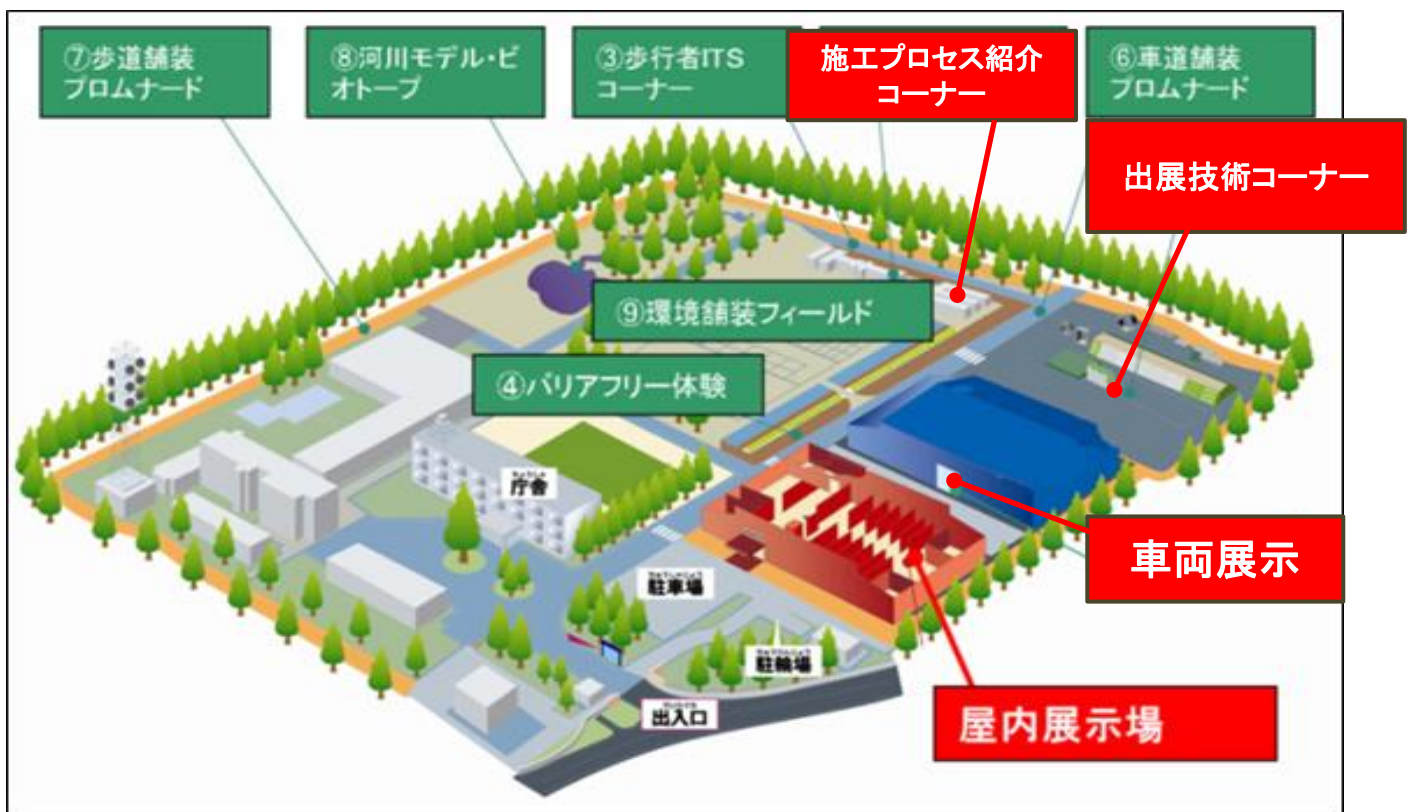 ⑦歩道舗装
プロムナード
⑧河川モデル・ビ
オトープ
③歩行者ITS
コーナー
施工プロセス紹介
コーナー
⑥車道舗装
プロムナード
出展技術コーナー
⑨環境舗装フィールド
④バリアフリー体験
庁舎
車両展示
駐車場
駐輪場
屋内展示場
出入口